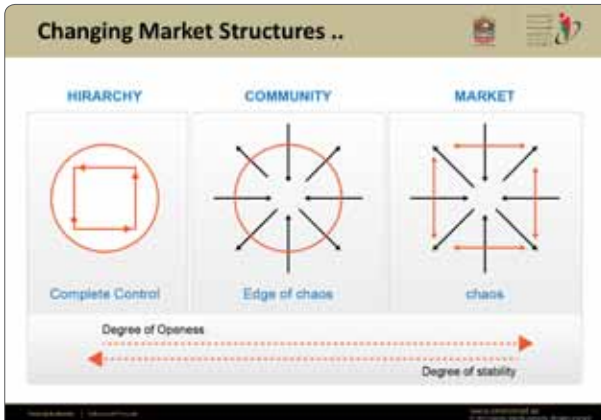 Changing Market Structures ..
HIRARCHY
COMMUNITY
MARKET
Complete Control
Edge of chaos
chaos
Degree of Openess
Degree of stability